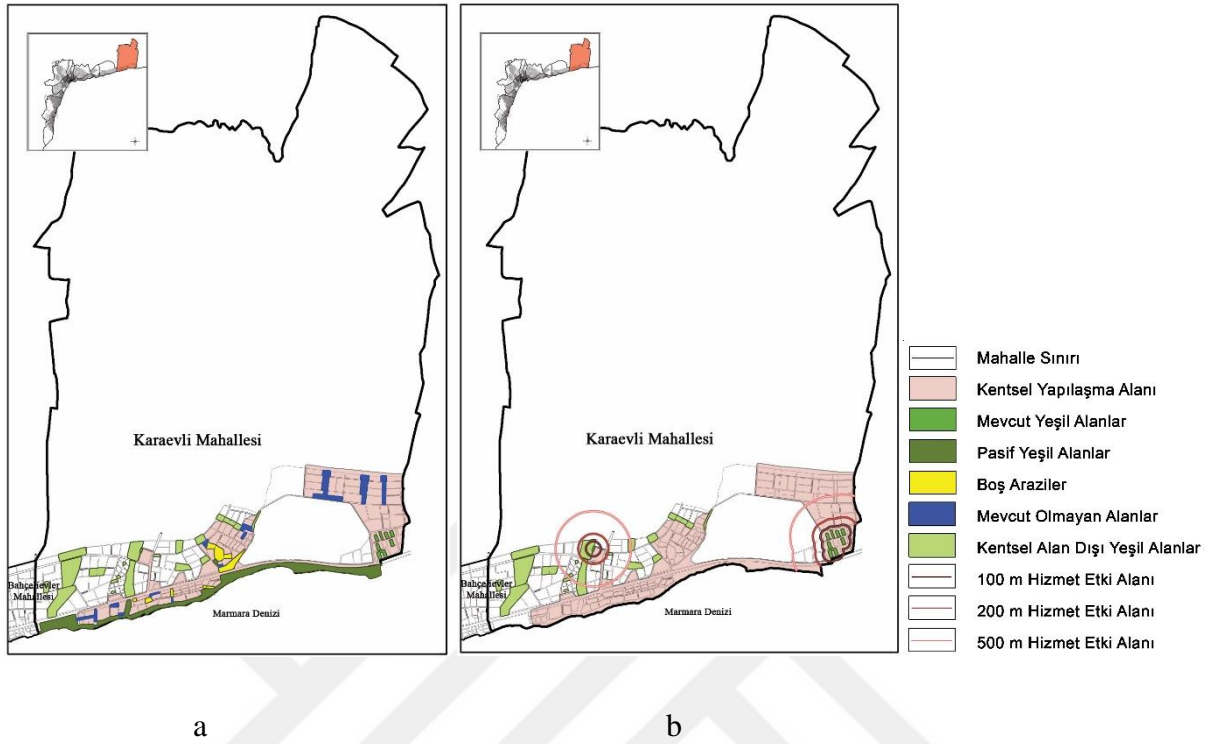 Karaevli Mahallesi
Bahçelievler
Mahallesi
Marmara Denizi
Karaevli Mahallesi
Bahçelievler
Mahallesi
Marmara Denizi
Mahalle Sınırı
Kentsel Yapılaşma Alanı
Mevcut Yeşil Alanlar
Pasif Yeşil Alanlar
Boş Araziler
Mevcut Olmayan Alanlar
Kentsel Alan Dışı Yeşil Alanlar
100 m Hizmet Etki Alanı
200 m Hizmet Etki Alanı
500 m Hizmet Etki Alanı
a
b